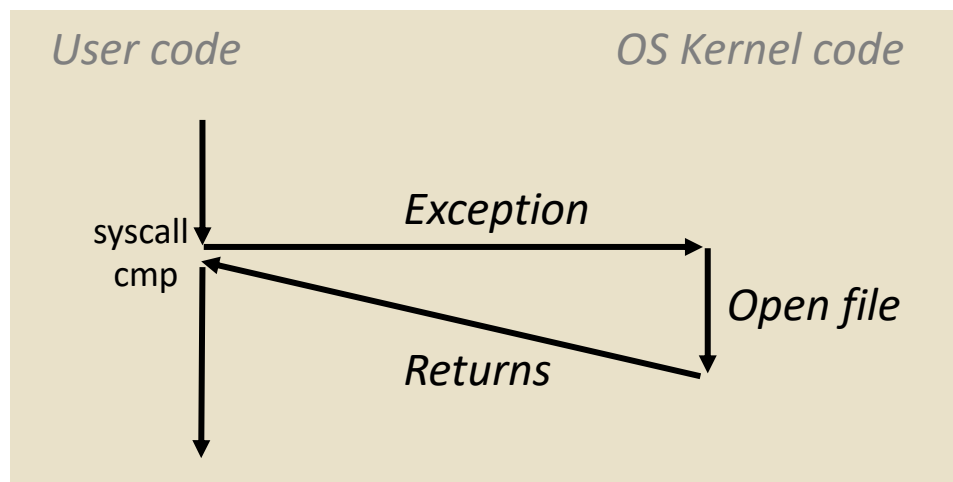 User code
OS Kernel code
Exception
syscall
cmp
Open file
Returns